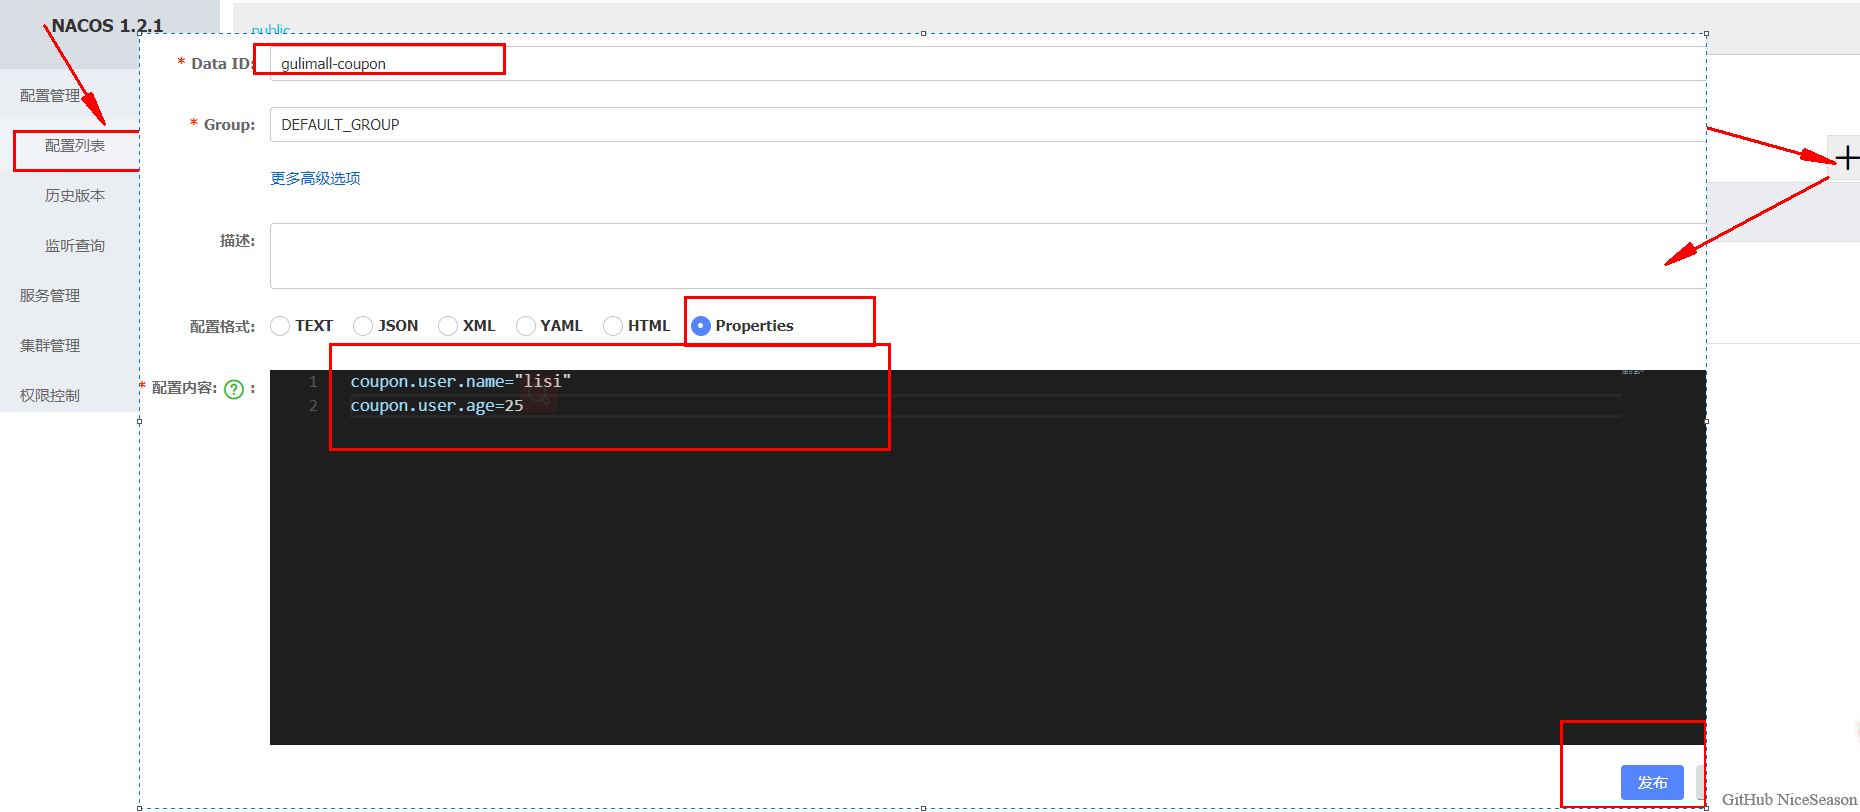 NACOS 1.2.1
public
配置管理
配置列表
历史版本
监听查询
服务管理
集群管理
权限控制
* Data ID: gulimall-coupon
* Group: DEFAULT_GROUP
更多高级选项
描述:
配置格式: TEXT JSON XML YAML HTML Properties
* 配置内容: ? :
1 coupon.user.name="lisi"
2 coupon.user.age=25
发布
GitHub NiceSeason